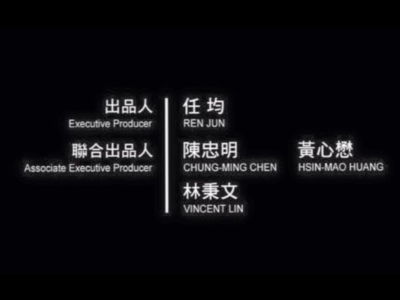 出品人 任 均
Executive Producer REN JUN
聯合出品人 陳忠明 黃心懋
Associate Executive Producer CHUNG-MING CHEN HSIN-MAO HUANG
林秉文
VINCENT LIN